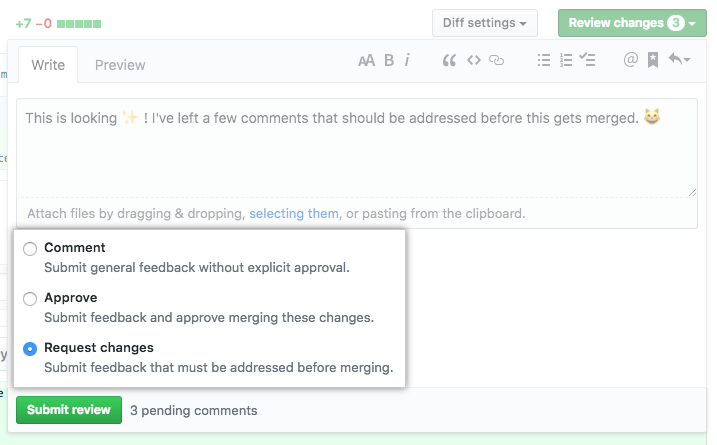 +7 −0
Diff settings
Review changes 3
Write
Preview
AA B i
This is looking ✨ ! I've left a few comments that should be addressed before this gets merged. 😺
Attach files by dragging & dropping, selecting them, or pasting from the clipboard.
Comment
Submit general feedback without explicit approval.
Approve
Submit feedback and approve merging these changes.
Request changes
Submit feedback that must be addressed before merging.
Submit review
3 pending comments